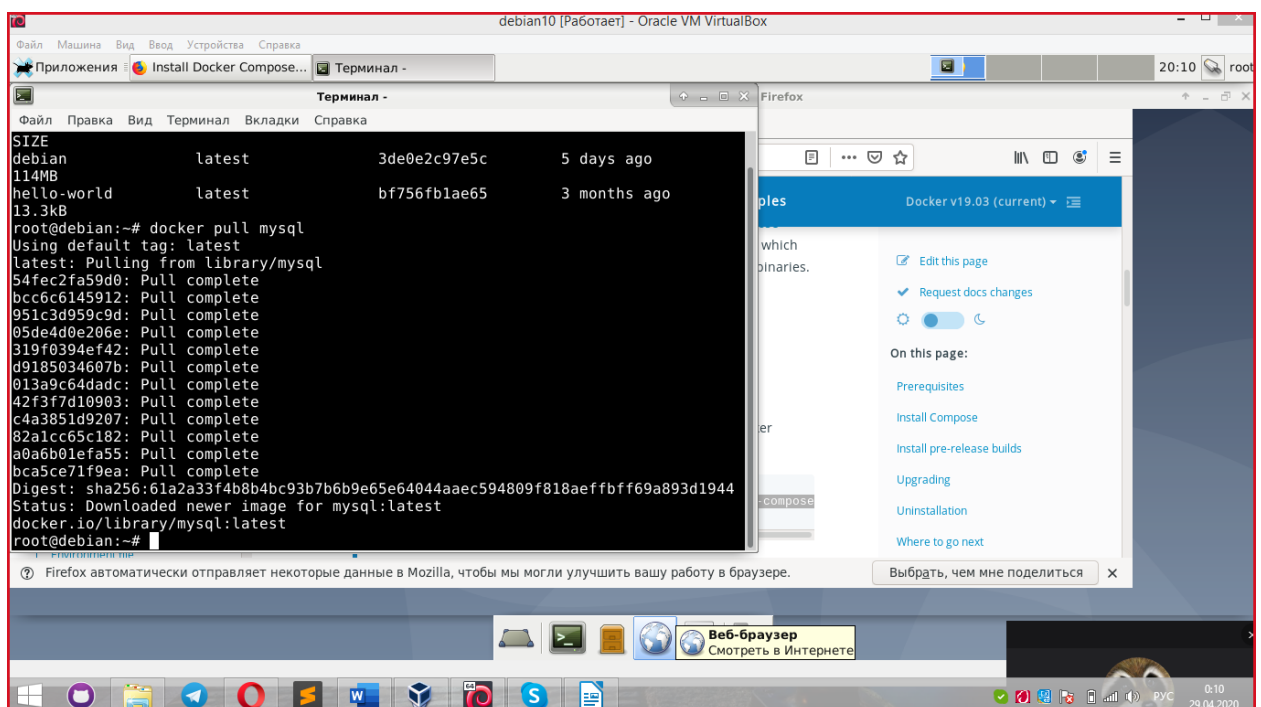 debian10 [Работает] - Oracle VM VirtualBox
Файл Машина Вид Ввод Устройства Справка
Приложения Install Docker Compose... Терминал - 20:10 root
Терминал - Firefox
Файл Правка Вид Терминал Вкладки Справка
SIZE
debian latest 3de0e2c97e5c 5 days ago
114MB
hello-world latest bf756fb1ae65 3 months ago
13.3kB
root@debian:~# docker pull mysql
Using default tag: latest
latest: Pulling from library/mysql
54fec2fa59d0: Pull complete
bcc6c6145912: Pull complete
951c3d959c9d: Pull complete
05de4d0e206e: Pull complete
319f0394ef42: Pull complete
d9185034607b: Pull complete
013a9c64dadc: Pull complete
42f3f7d10903: Pull complete
c4a3851d9207: Pull complete
82a1cc65c182: Pull complete
a0a6b01efa55: Pull complete
bca5ce71f9ea: Pull complete
Digest: sha256:61a2a33f4b8b4bc93b7b6b9e65e64044aaec594809f818aeffbff69a893d1944
Status: Downloaded newer image for mysql:latest
docker.io/library/mysql:latest
root@debian:~#
ples Docker v19.03 (current)
which
binaries.
Edit this page
Request docs changes
On this page:
Prerequisites
Install Compose
er
Install pre-release builds
Upgrading
-compose
Uninstallation
Where to go next
Environment file
Firefox автоматически отправляет некоторые данные в Mozilla, чтобы мы могли улучшить вашу работу в браузере. Выбрать, чем мне поделиться
Веб-браузер
Смотреть в Интернете
64
РУС 0:10
29.04.2020